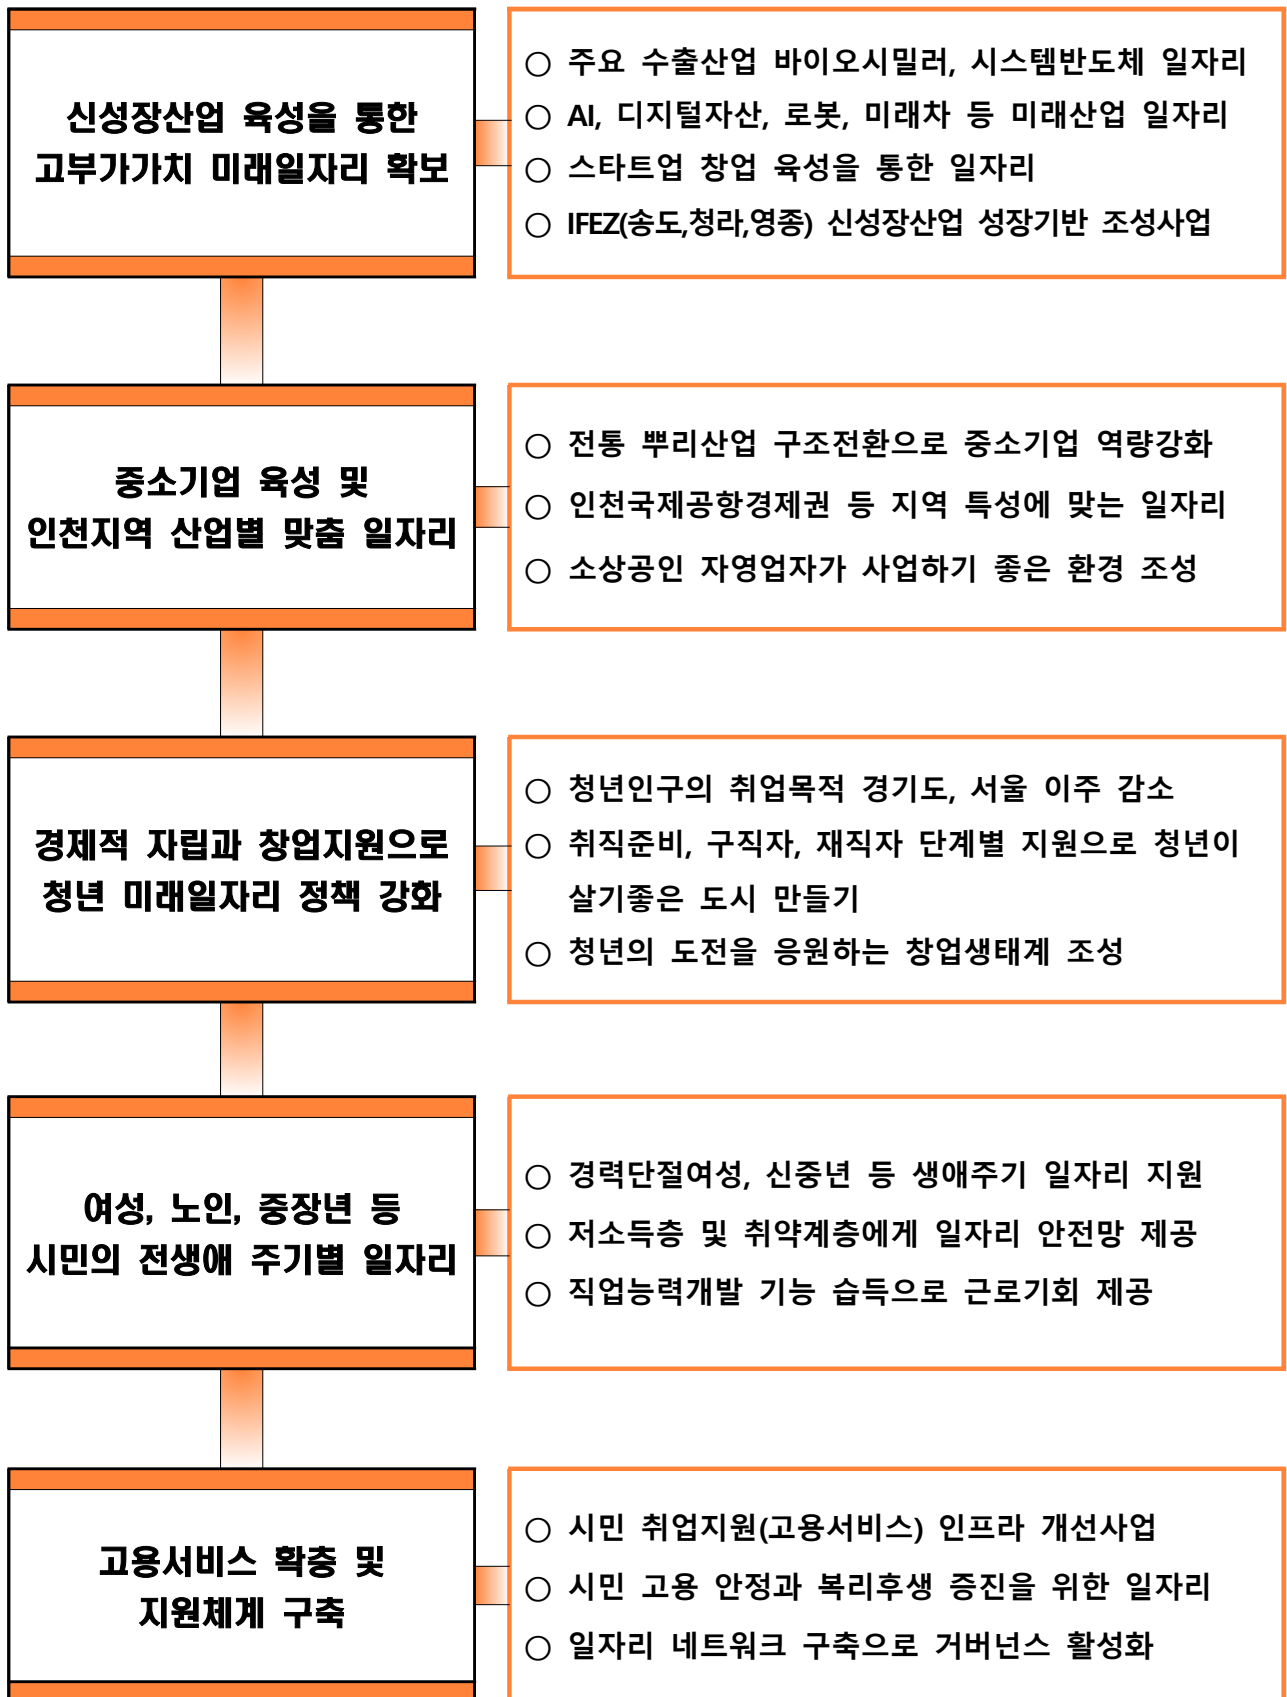 신성장산업 육성을 통한
고부가가치 미래일자리 확보
○ 주요 수출산업 바이오시밀러, 시스템반도체 일자리
○ AI, 디지털자산, 로봇, 미래차 등 미래산업 일자리
○ 스타트업 창업 육성을 통한 일자리
○ IFEZ(송도,청라,영종) 신성장산업 성장기반 조성사업
중소기업 육성 및
인천지역 산업별 맞춤 일자리
○ 전통 뿌리산업 구조전환으로 중소기업 역량강화
○ 인천국제공항경제권 등 지역 특성에 맞는 일자리
○ 소상공인 자영업자가 사업하기 좋은 환경 조성
경제적 자립과 창업지원으로
청년 미래일자리 정책 강화
○ 청년인구의 취업목적 경기도, 서울 이주 감소
○ 취직준비, 구직자, 재직자 단계별 지원으로 청년이
살기좋은 도시 만들기
○ 청년의 도전을 응원하는 창업생태계 조성
여성, 노인, 중장년 등
시민의 전생애 주기별 일자리
○ 경력단절여성, 신중년 등 생애주기 일자리 지원
○ 저소득층 및 취약계층에게 일자리 안전망 제공
○ 직업능력개발 기능 습득으로 근로기회 제공
고용서비스 확충 및
지원체계 구축
○ 시민 취업지원(고용서비스) 인프라 개선사업
○ 시민 고용 안정과 복리후생 증진을 위한 일자리
○ 일자리 네트워크 구축으로 거버넌스 활성화